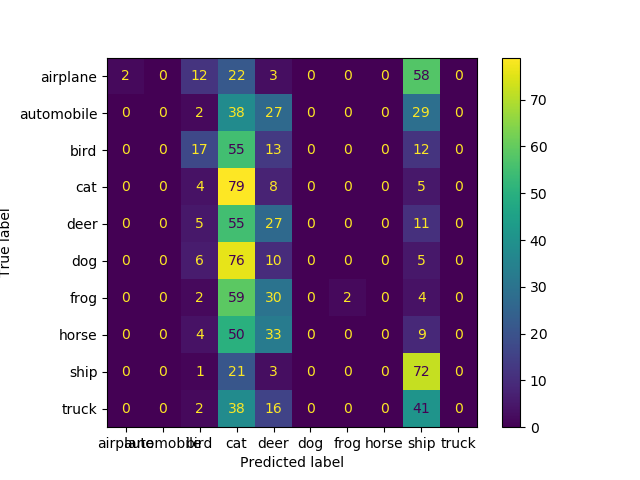 airplane 2 0 12 22 3 0 0 0 58 0
automobile 0 0 2 38 27 0 0 0 29 0
bird 0 0 17 55 13 0 0 0 12 0
cat 0 0 4 79 8 0 0 0 5 0
deer 0 0 5 55 27 0 0 0 11 0
dog 0 0 6 76 10 0 0 0 5 0
frog 0 0 2 59 30 0 2 0 4 0
horse 0 0 4 50 33 0 0 0 9 0
ship 0 0 1 21 3 0 0 0 72 0
truck 0 0 2 38 16 0 0 0 41 0
airplane automobile bird cat deer dog frog horse ship truck
Predicted label
True label
70
60
50
40
30
20
10
0